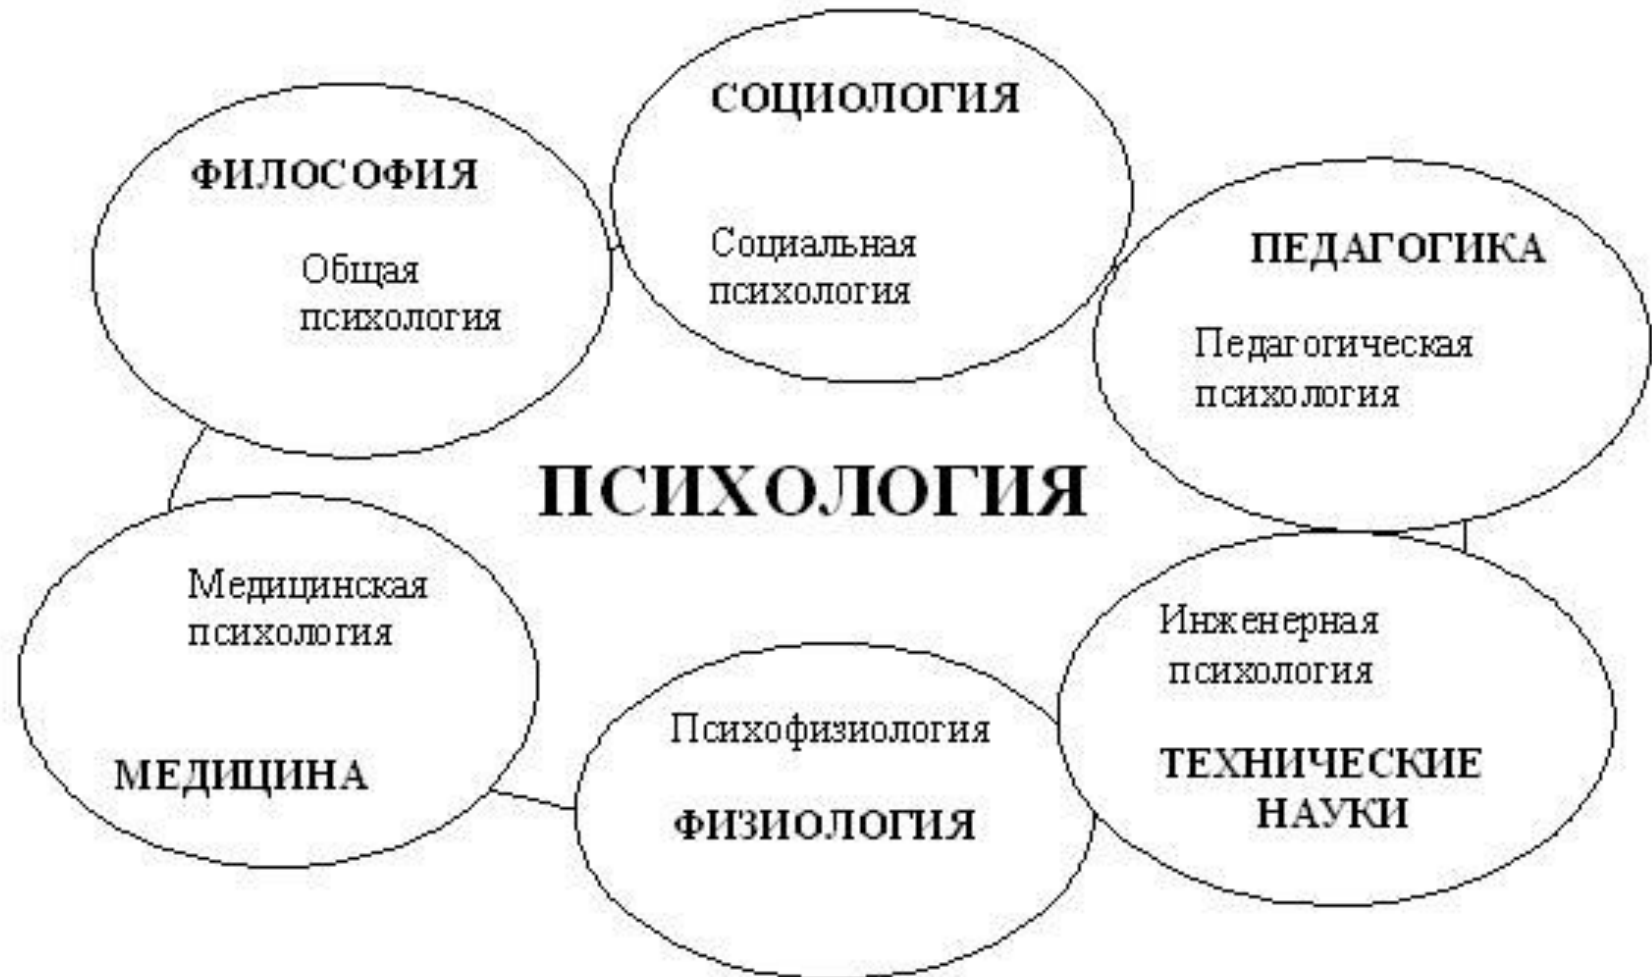 СОЦИОЛОГИЯ
Социальная
психология
ФИЛОСОФИЯ
Общая
психология
ПЕДАГОГИКА
Педагогическая
психология
ПСИХОЛОГИЯ
Медицинская
психология
МЕДИЦИНА
Психофизиология
ФИЗИОЛОГИЯ
Инженерная
психология
ТЕХНИЧЕСКИЕ
НАУКИ